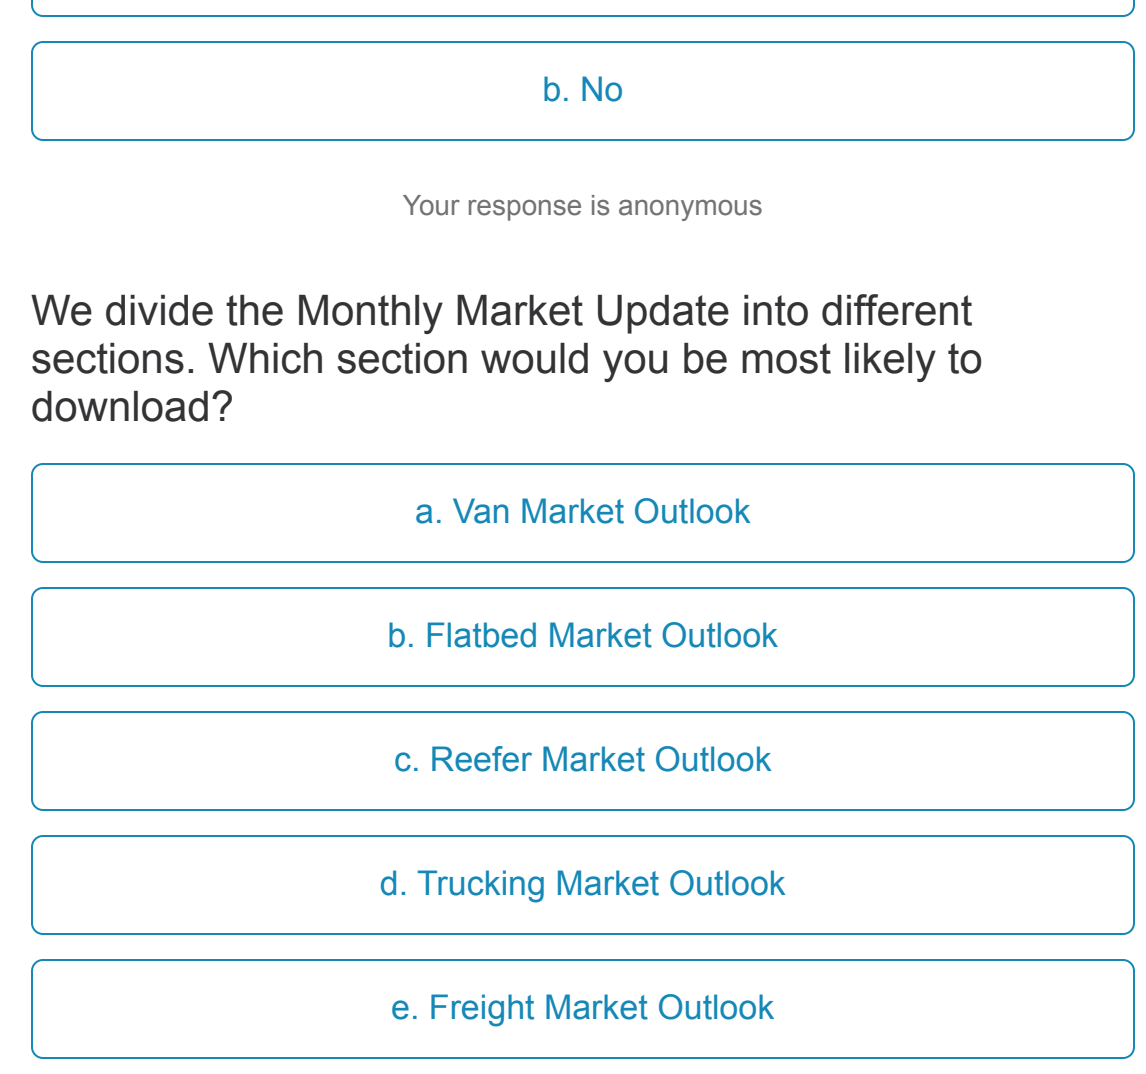 b. No
Your response is anonymous
We divide the Monthly Market Update into different
sections. Which section would you be most likely to
download?
a. Van Market Outlook
b. Flatbed Market Outlook
c. Reefer Market Outlook
d. Trucking Market Outlook
e. Freight Market Outlook